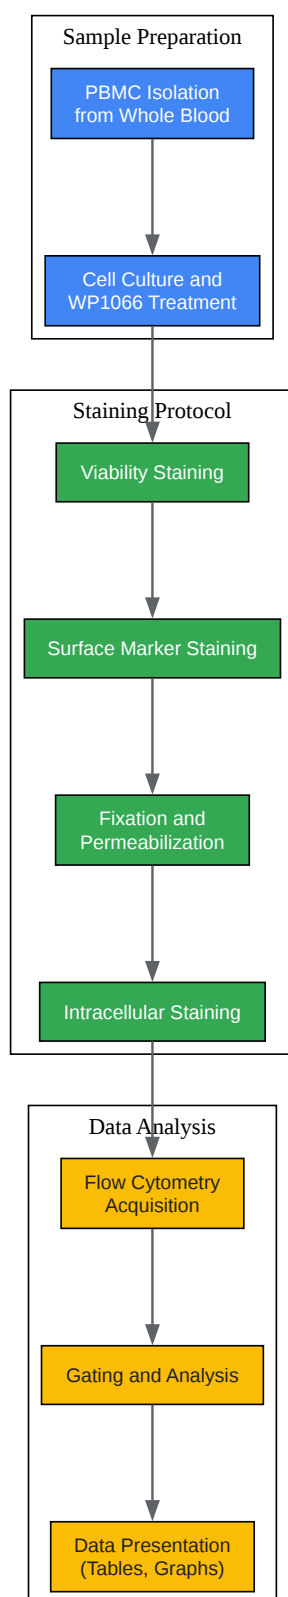 Sample Preparation
PBMC Isolation
from Whole Blood
Cell Culture and
WP1066 Treatment
Staining Protocol
Viability Staining
Surface Marker Staining
Fixation and
Permeabilization
Intracellular Staining
Data Analysis
Flow Cytometry
Acquisition
Gating and Analysis
Data Presentation
(Tables, Graphs)